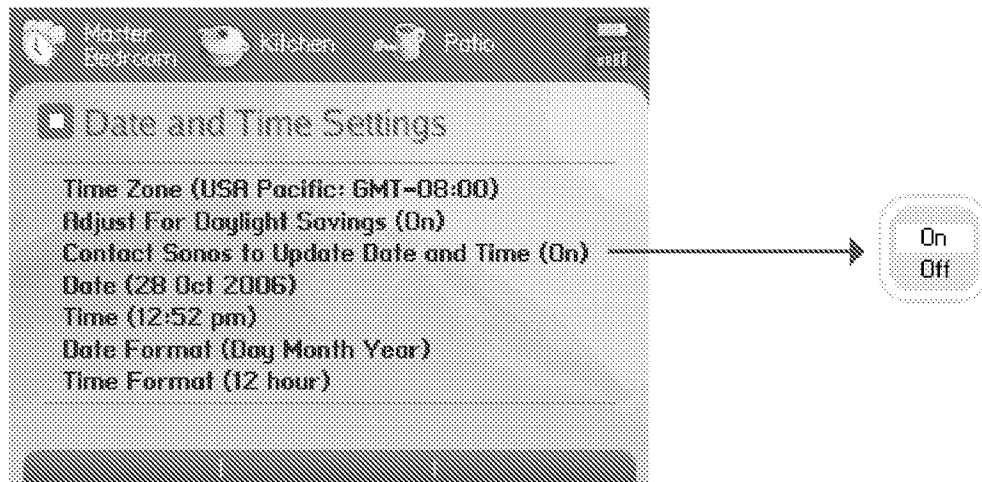 Master
Bedroom
Kitchen
Patio
Date and Time Settings
Time Zone (USA Pacific: GMT-08:00)
Adjust For Daylight Savings (On)
Contact Sonos to Update Date and Time (On)
Date (28 Oct 2006)
Time (12:52 pm)
Date Format (Day Month Year)
Time Format (12 hour)
On
Off